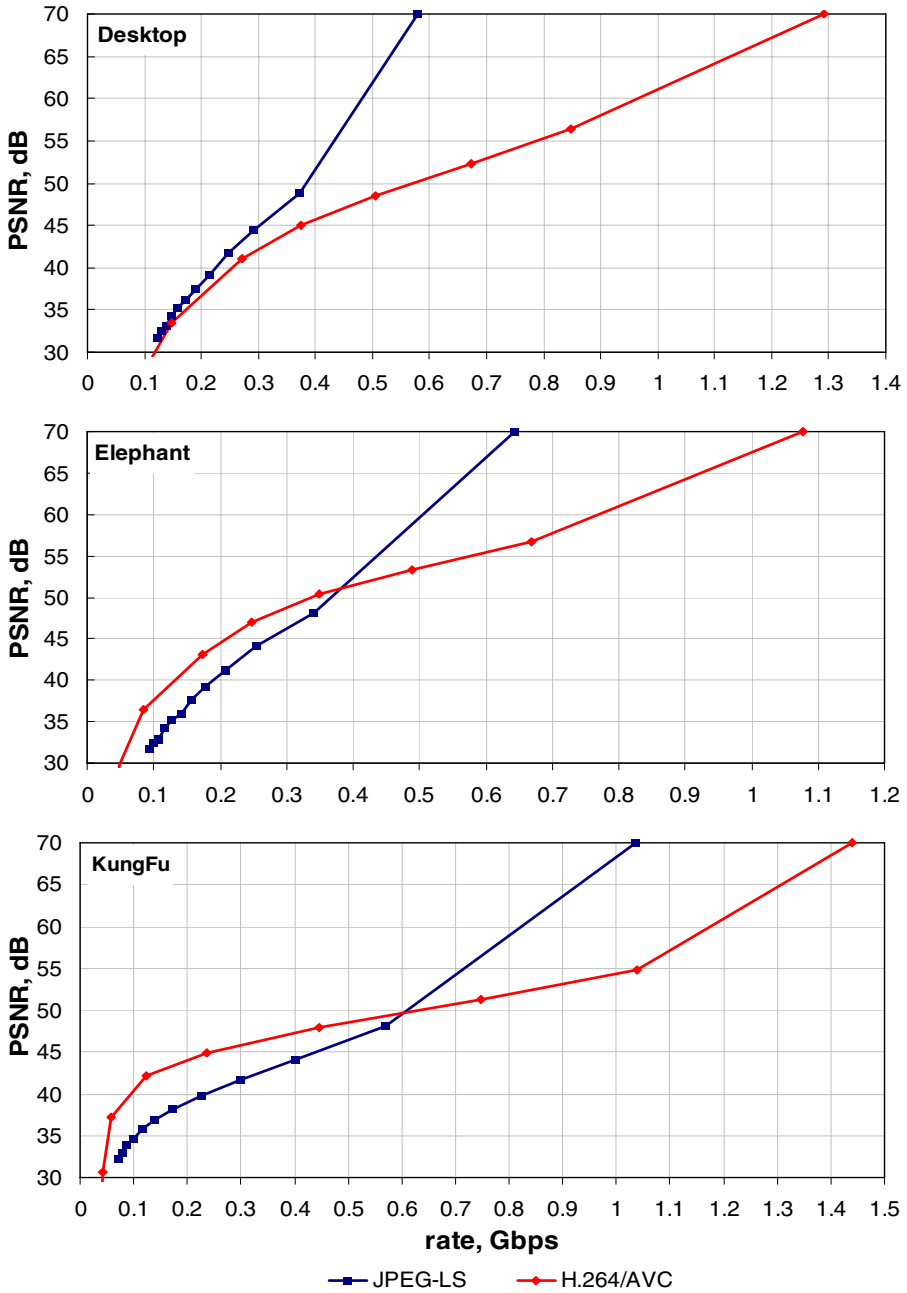 Desktop
PSNR, dB
70
65
60
55
50
45
40
35
30
0 0.1 0.2 0.3 0.4 0.5 0.6 0.7 0.8 0.9 1 1.1 1.2 1.3 1.4
Elephant
PSNR, dB
70
65
60
55
50
45
40
35
30
0 0.1 0.2 0.3 0.4 0.5 0.6 0.7 0.8 0.9 1 1.1 1.2
KungFu
PSNR, dB
70
65
60
55
50
45
40
35
30
0 0.1 0.2 0.3 0.4 0.5 0.6 0.7 0.8 0.9 1 1.1 1.2 1.3 1.4 1.5
rate, Gbps
JPEG-LS H.264/AVC